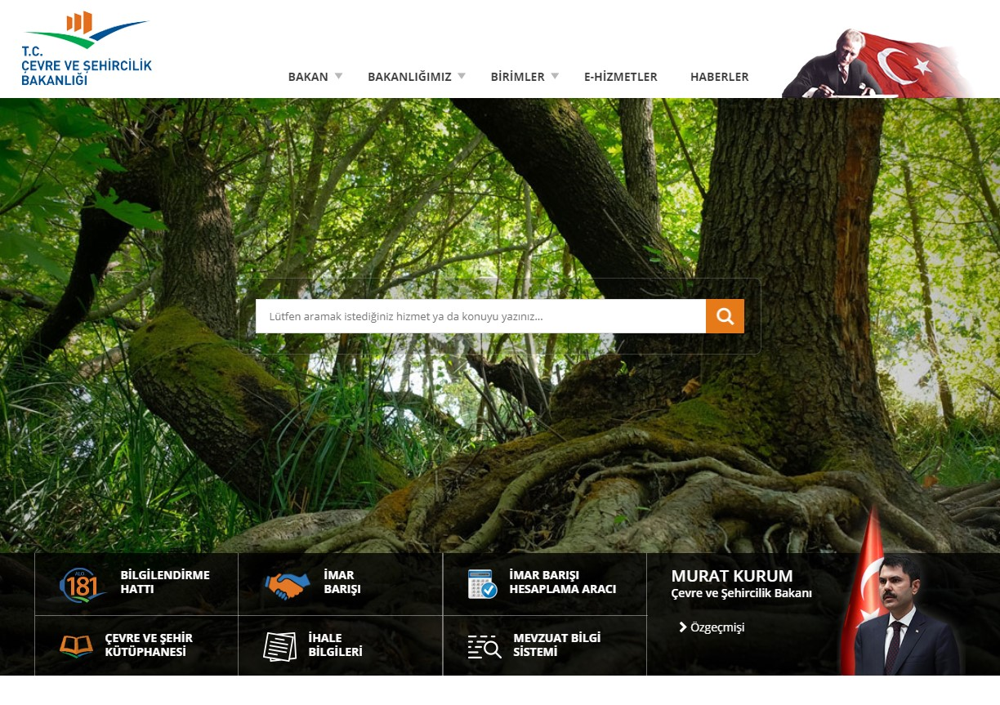 T.C.
ÇEVRE VE ŞEHİRCİLİK
BAKANLIĞI
BAKAN
BAKANLIĞIMIZ
BİRİMLER
E-HİZMETLER
HABERLER
Lütfen aramak istediğiniz hizmet ya da konuyu yazınız...
ALO
181
BİLGİLENDİRME
HATTI
İMAR
BARIŞI
İMAR BARIŞI
HESAPLAMA ARACI
MURAT KURUM
Çevre ve Şehircilik Bakanı
Özgeçmişi
ÇEVRE VE ŞEHİR
KÜTÜPHANESİ
İHALE
BİLGİLERİ
MEVZUAT BİLGİ
SİSTEMİ